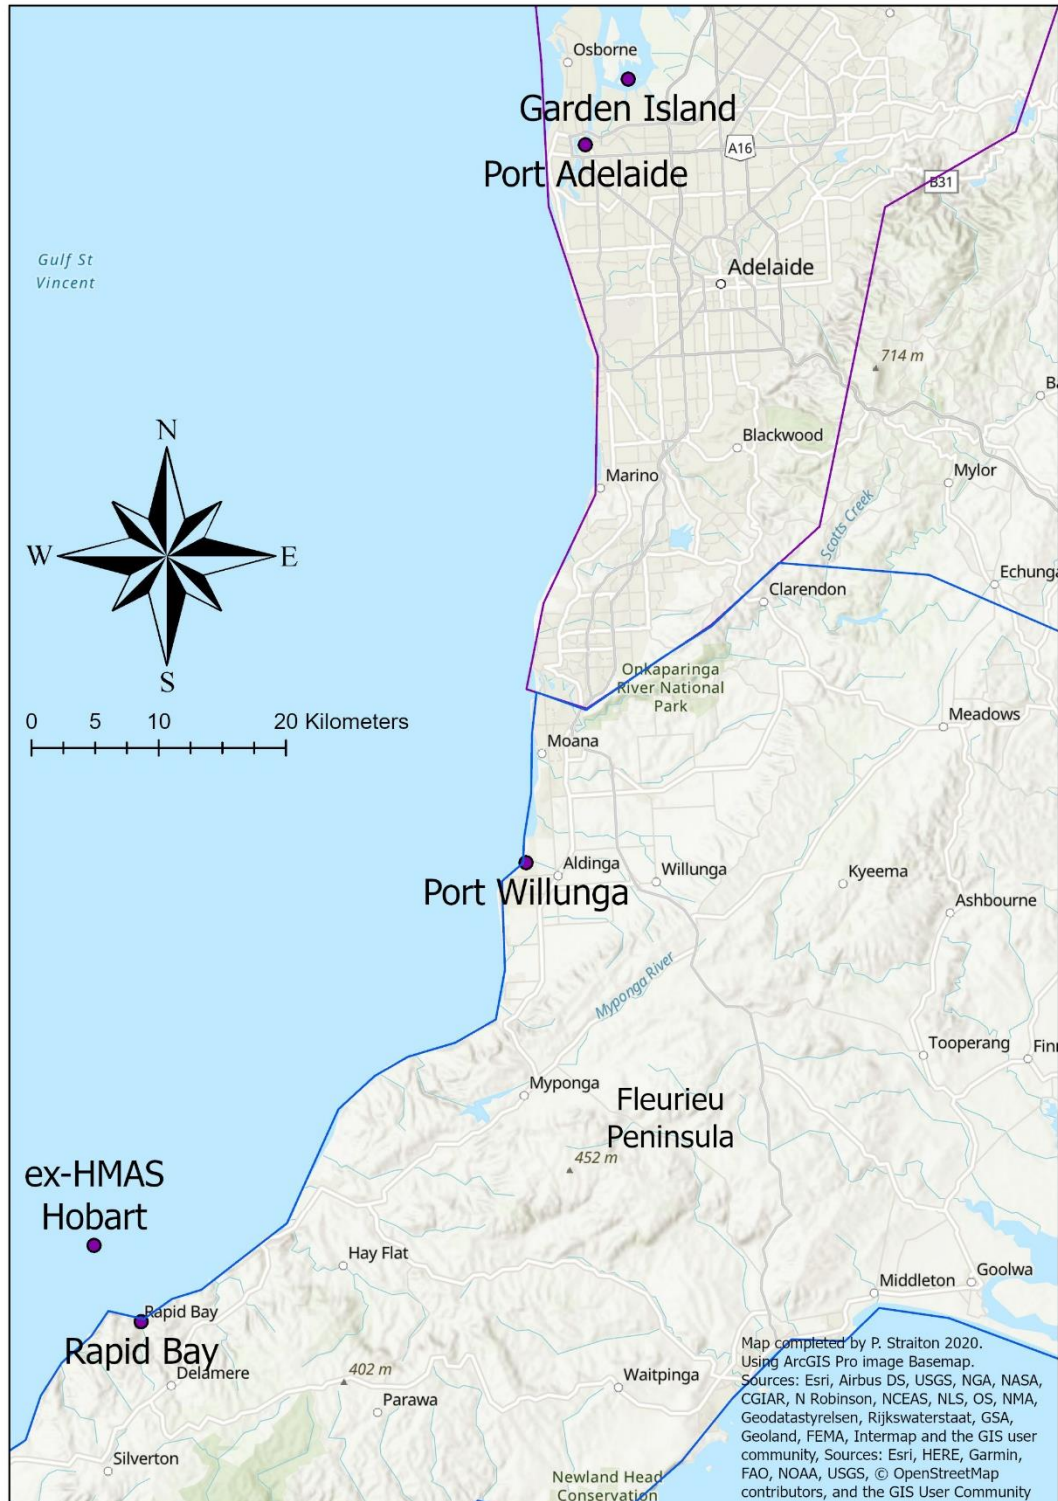 Osborne
Garden Island
A16
Port Adelaide
B31
Gulf St
Vincent
Adelaide
714 m
Ba
Blackwood
N
Marino
Mylor
Scotts Creek
W
E
Echunga
Clarendon
S
Onkaparinga
River National
Park
0 5 10 20 Kilometers
Meadows
Moana
Aldinga
Willunga
Kyeema
Port Willunga
Ashbourne
Myponga River
Tooperang
Finn
Myponga
Fleurieu
Peninsula
452 m
ex-HMAS
Hobart
Hay Flat
Goolwa
Middleton
Rapid Bay
Rapid Bay
Delamere
402 m
Waitpinga
Parawa
Silverton
Newland Head
Conservation
Map completed by P. Straiton 2020.
Using ArcGIS Pro image Basemap.
Sources: Esri, Airbus DS, USGS, NGA, NASA,
CGIAR, N Robinson, NCEAS, NLS, OS, NMA,
Geodatastyrelsen, Rijkswaterstaat, GSA,
Geoland, FEMA, Intermap and the GIS user
community, Sources: Esri, HERE, Garmin,
FAO, NOAA, USGS, © OpenStreetMap
contributors, and the GIS User Community